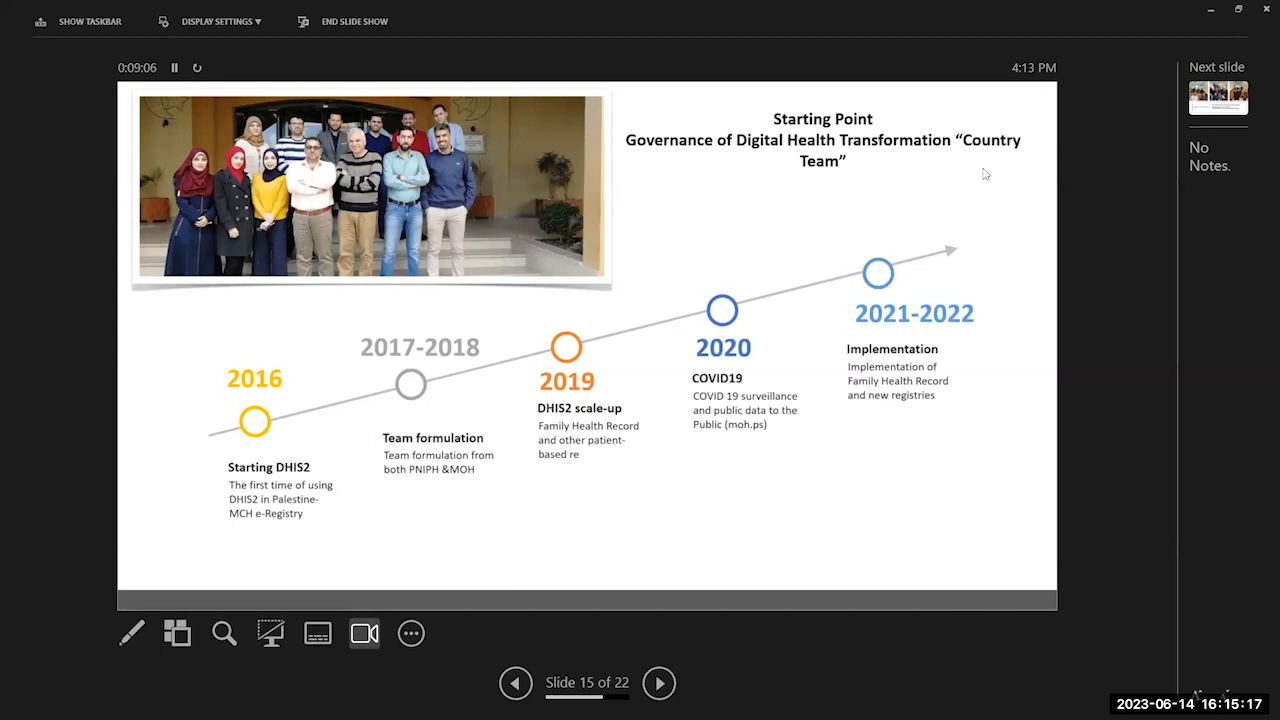 SHOW TASKBAR
DISPLAY SETTINGS ▼
END SLIDE SHOW
0:09:06
4:13 PM
Next slide
No
Notes.
Starting Point
Governance of Digital Health Transformation “Country
Team”
2016
Starting DHIS2
The first time of using
DHIS2 in Palestine-
MCH e-Registry
2017-2018
Team formulation
Team formulation from
both PNIPH &MOH
2019
DHIS2 scale-up
Family Health Record
and other patient-
based re
2020
COVID19
COVID 19 surveillance
and public data to the
Public (moh.ps)
2021-2022
Implementation
Implementation of
Family Health Record
and new registries
Slide 15 of 22
2023-06-14 16:15:17